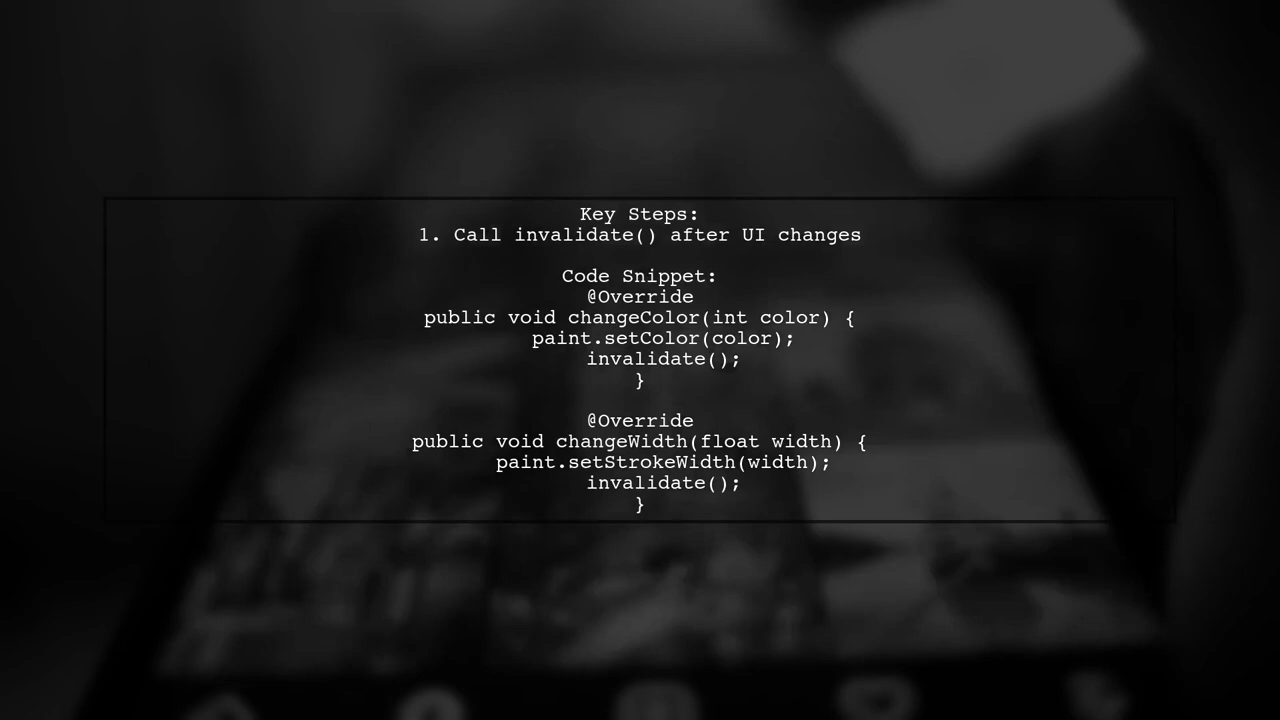 Key Steps:
1. Call invalidate() after UI changes
Code Snippet:
@Override
public void changeColor(int color) {
paint.setColor(color);
invalidate();
}
@Override
public void changeWidth(float width) {
paint.setStrokeWidth(width);
invalidate();
}